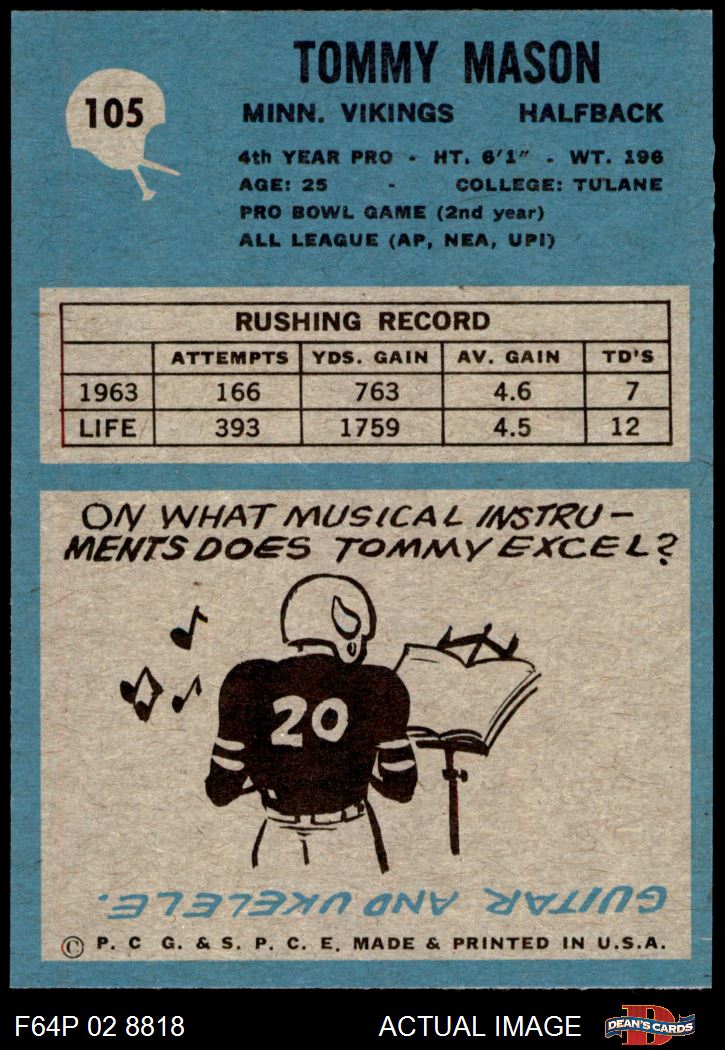 105
TOMMY MASON
MINN. VIKINGS HALFBACK
4th YEAR PRO - HT. 6'1" - WT. 196
AGE: 25 - COLLEGE: TULANE
PRO BOWL GAME (2nd year)
ALL LEAGUE (AP, NEA, UPI)
RUSHING RECORD
ATTEMPTS YDS. GAIN AV. GAIN TD'S
1963 166 763 4.6 7
LIFE 393 1759 4.5 12
ON WHAT MUSICAL INSTRU-
MENTS DOES TOMMY EXCEL?
20
GUITAR AND UKELELE.
© P. C G. & S. P. C. E. MADE & PRINTED IN U.S.A.
F64P 02 8818 ACTUAL IMAGE
D
DEAN'S CARDS